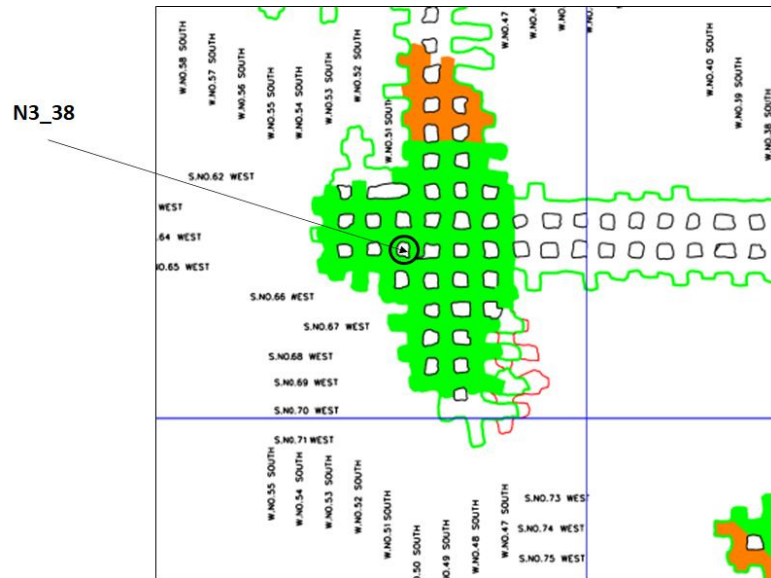 N3_38
W.NO.58 SOUTH
W.NO.57 SOUTH
W.NO.56 SOUTH
W.NO.55 SOUTH
W.NO.54 SOUTH
W.NO.53 SOUTH
W.NO.52 SOUTH
W.NO.51 SOUTH
W.NO.47
W.NO.40 SOUTH
W.NO.39 SOUTH
W.NO.38 SOUTH
S.NO.62 WEST
WEST
.64 WEST
NO.65 WEST
S.NO.66 WEST
S.NO.67 WEST
S.NO.68 WEST
S.NO.69 WEST
S.NO.70 WEST
S.NO.71 WEST
W.NO.55 SOUTH
W.NO.54 SOUTH
W.NO.53 SOUTH
W.NO.52 SOUTH
W.NO.51 SOUTH
.50 SOUTH
NO.49 SOUTH
W.NO.48 SOUTH
W.NO.47 SOUTH
S.NO.73 WEST
S.NO.74 WEST
S.NO.75 WEST